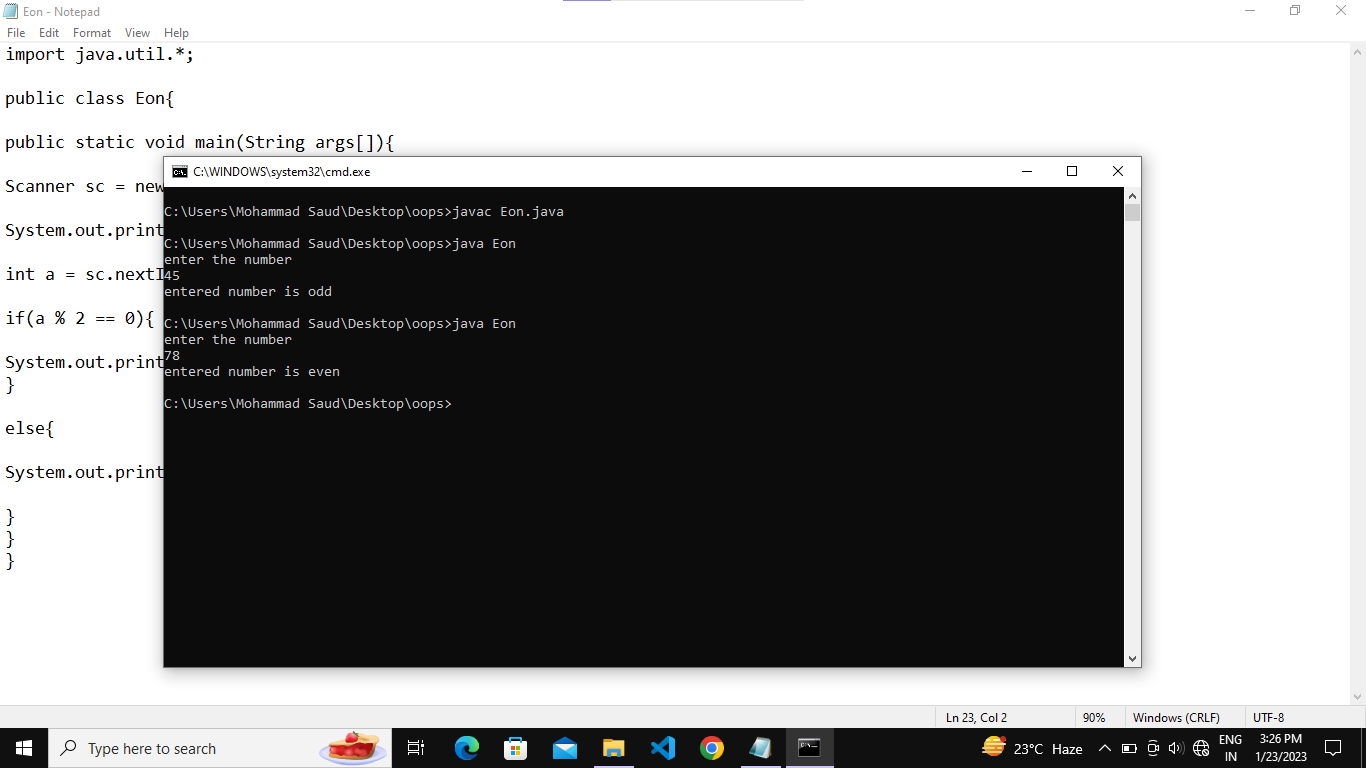 Eon - Notepad
File Edit Format View Help
import java.util.*;
public class Eon{
public static void main(String args[]){
Scanner sc = new
System.out.print
int a = sc.nextI
if(a % 2 == 0){
System.out.print
}
else{
System.out.print
}
}
}
C:\WINDOWS\system32\cmd.exe
C:\Users\Mohammad Saud\Desktop\oops>javac Eon.java
C:\Users\Mohammad Saud\Desktop\oops>java Eon
enter the number
45
entered number is odd
C:\Users\Mohammad Saud\Desktop\oops>java Eon
enter the number
78
entered number is even
C:\Users\Mohammad Saud\Desktop\oops>
Ln 23, Col 2 90% Windows (CRLF) UTF-8
Type here to search
23°C Haze
ENG
IN
3:26 PM
1/23/2023